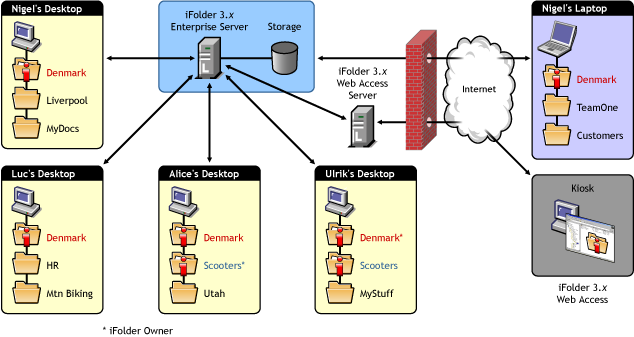 Nigel's Desktop
Denmark
Liverpool
MyDocs
iFolder 3.x
Enterprise Server
Storage
iFolder 3.x
Web Access
Server
Internet
Nigel's Laptop
Denmark
TeamOne
Customers
Luc's Desktop
Denmark
HR
Mtn Biking
Alice's Desktop
Denmark
Scooters*
Utah
Ulrik's Desktop
Denmark*
Scooters
MyStuff
Kiosk
iFolder 3.x
Web Access
* iFolder Owner